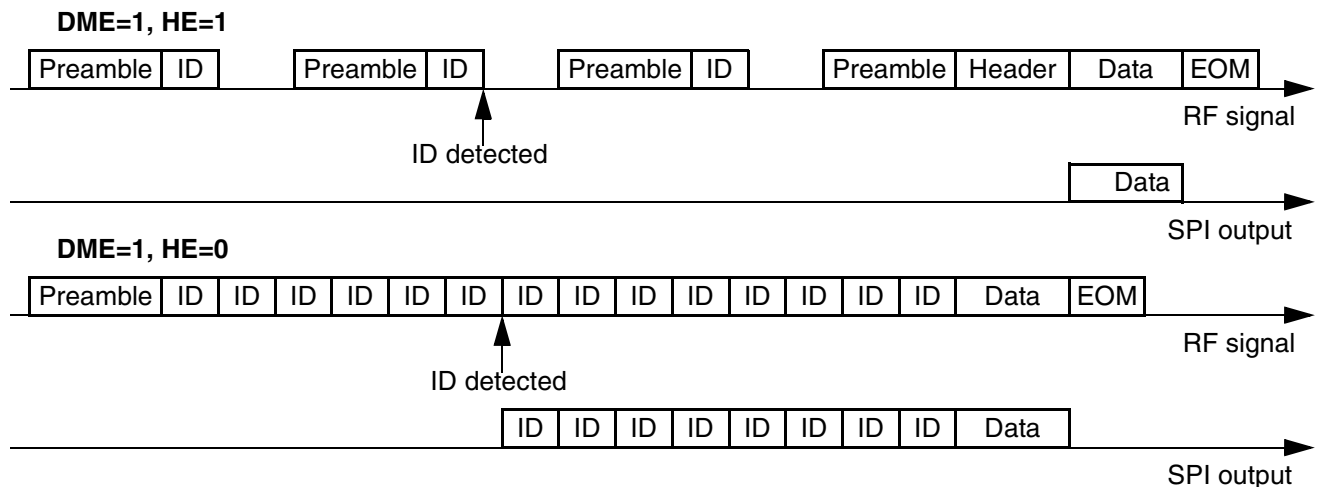 DME=1, HE=1
Preamble ID Preamble ID Preamble ID Preamble Header Data EOM
RF signal
ID detected
Data
SPI output
DME=1, HE=0
Preamble ID ID ID ID ID ID ID ID ID ID ID ID ID ID Data EOM
RF signal
ID detected
ID ID ID ID ID ID ID ID Data
SPI output